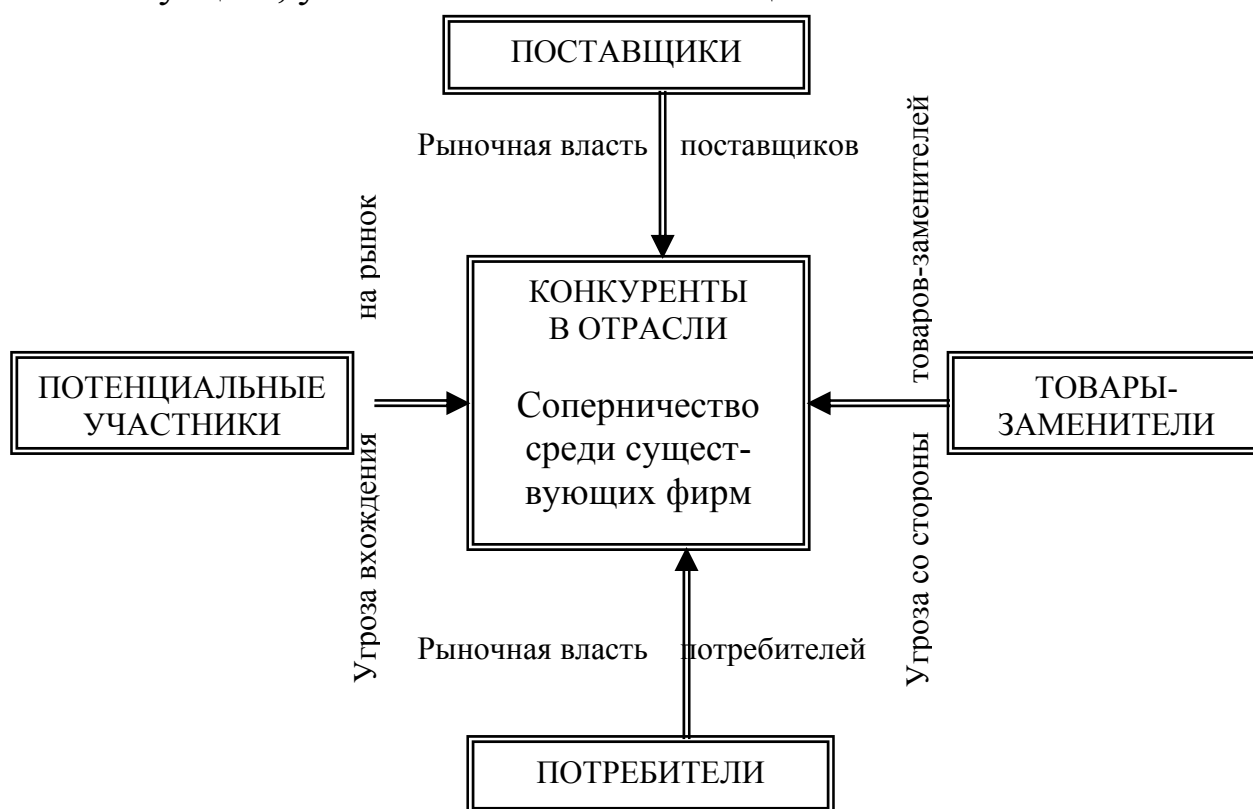 ПОСТАВЩИКИ
Рыночная власть поставщиков
Угроза вхождения на рынок
Угроза со стороны товаров-заменителей
КОНКУРЕНТЫ
В ОТРАСЛИ
Соперничество
среди сущест-
вующих фирм
ПОТЕНЦИАЛЬНЫЕ
УЧАСТНИКИ
ТОВАРЫ-
ЗАМЕНИТЕЛИ
Рыночная власть потребителей
ПОТРЕБИТЕЛИ